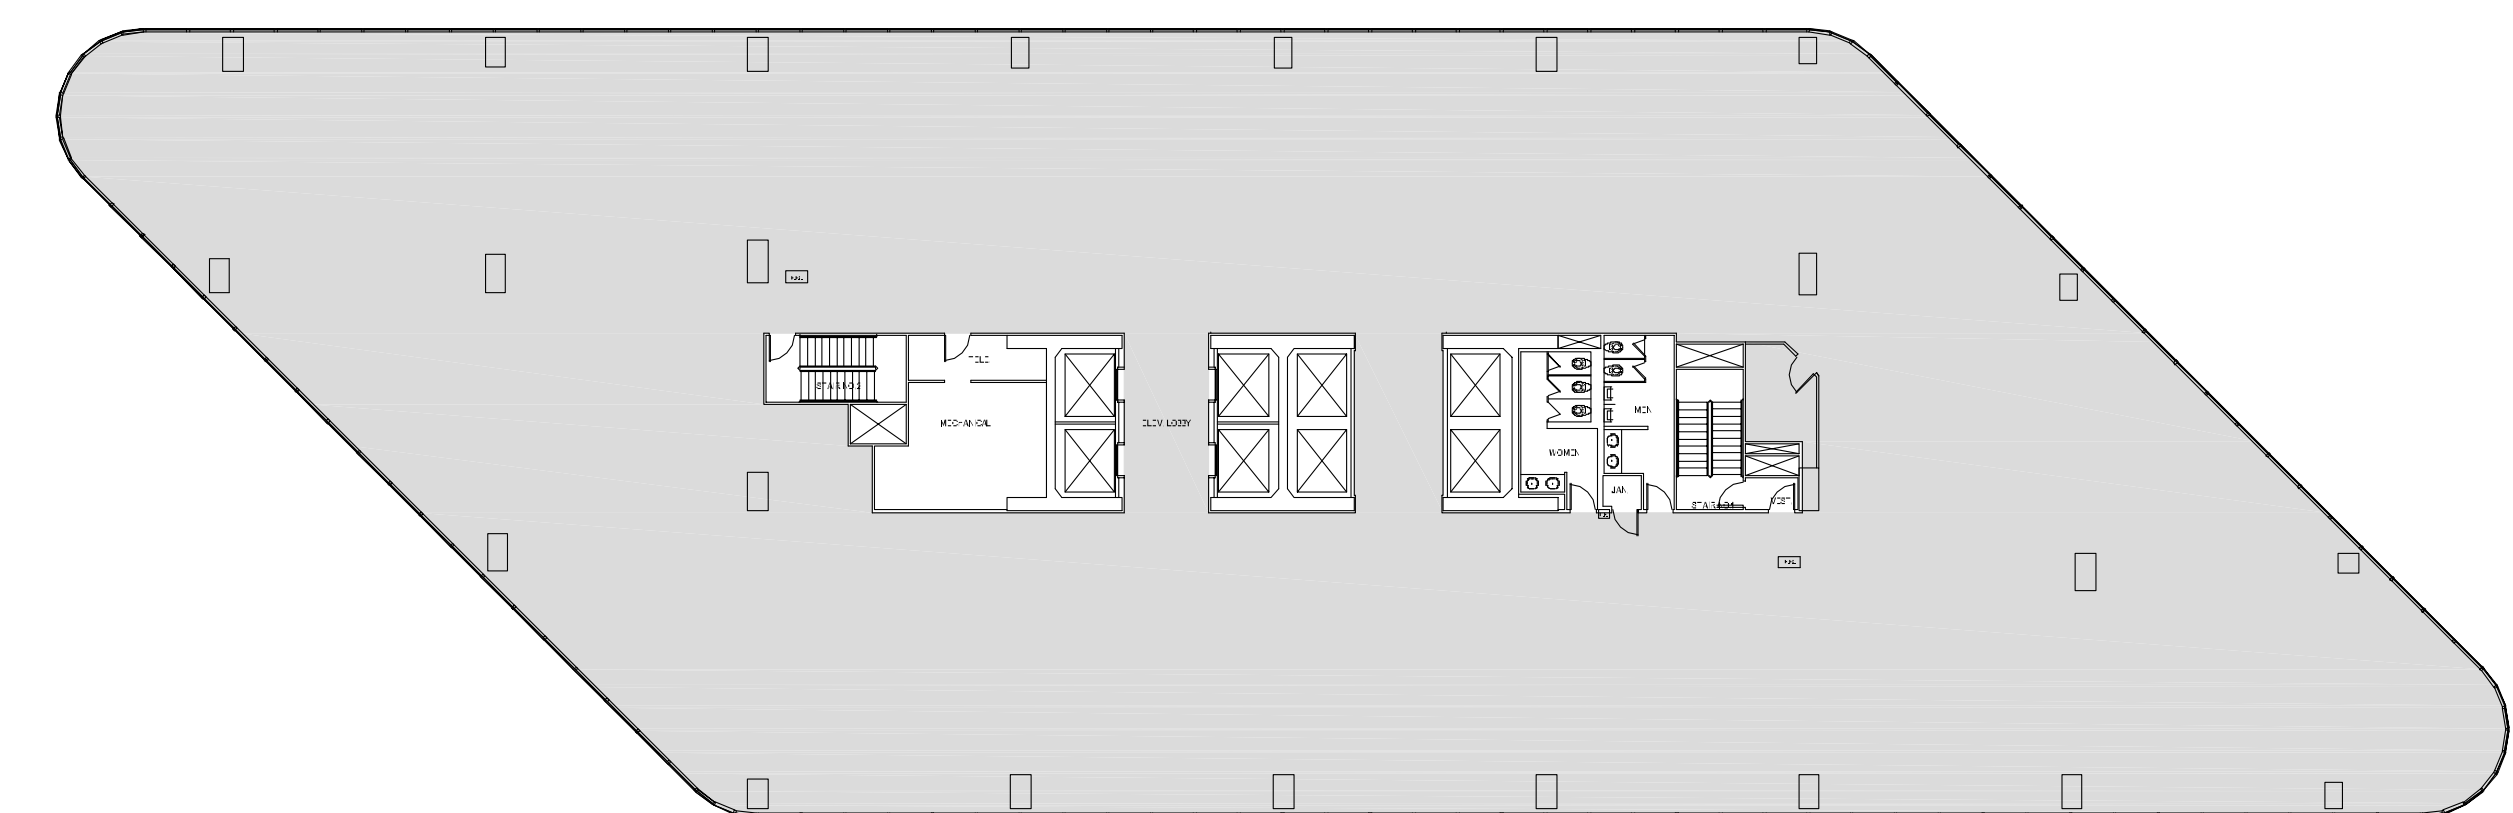 TELE
STAIR NO.2
MECHANICAL
ELEV. LOBBY
MEN
WOMEN
JAN.
STAIR NO.1
VEST.